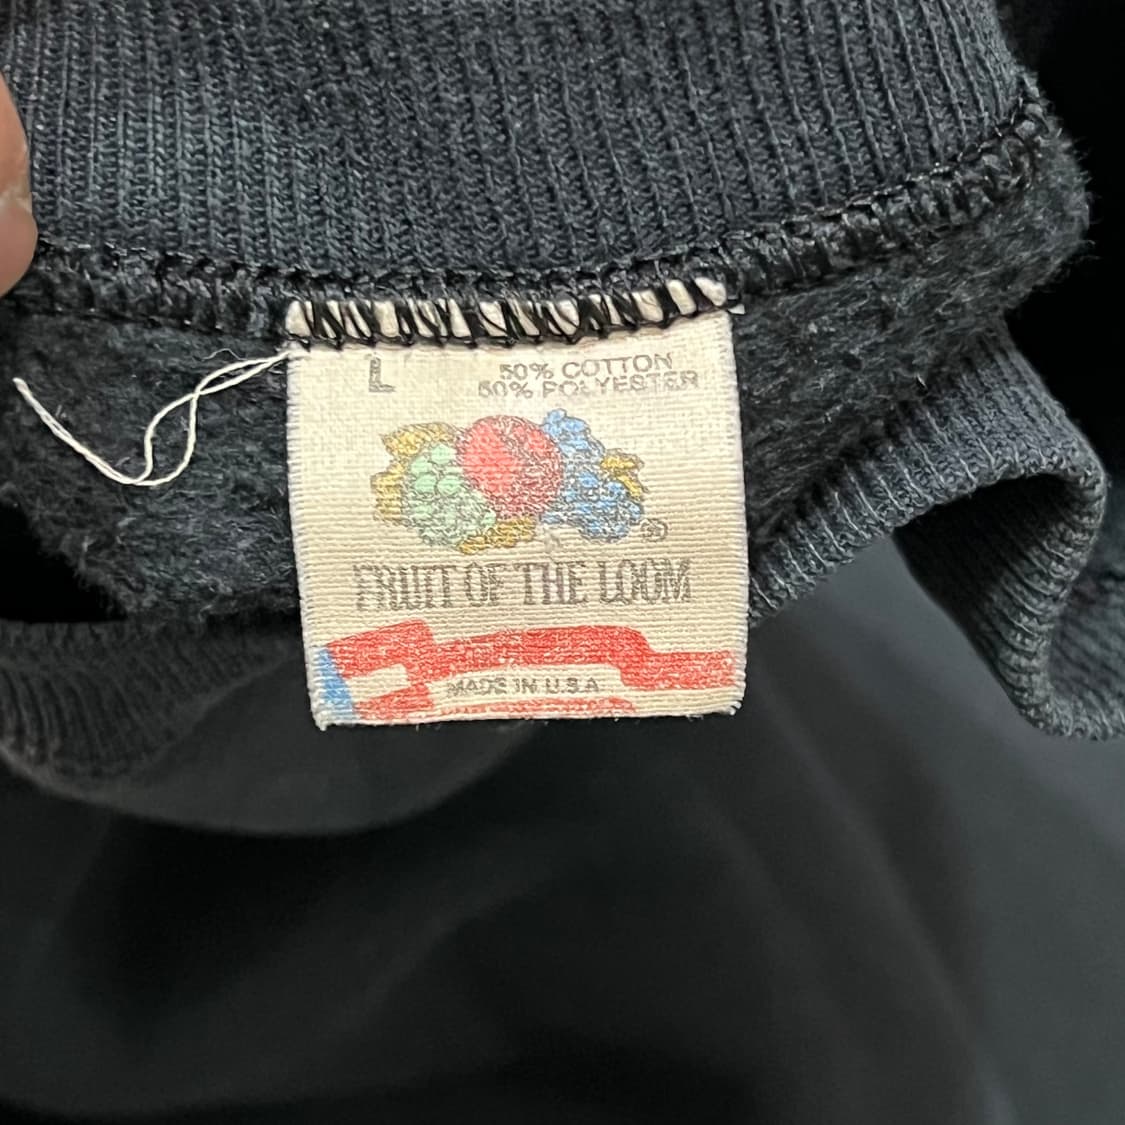 L
50% COTTON
50% POLYESTER
®
FRUIT OF THE LOOM
MADE IN U.S.A.